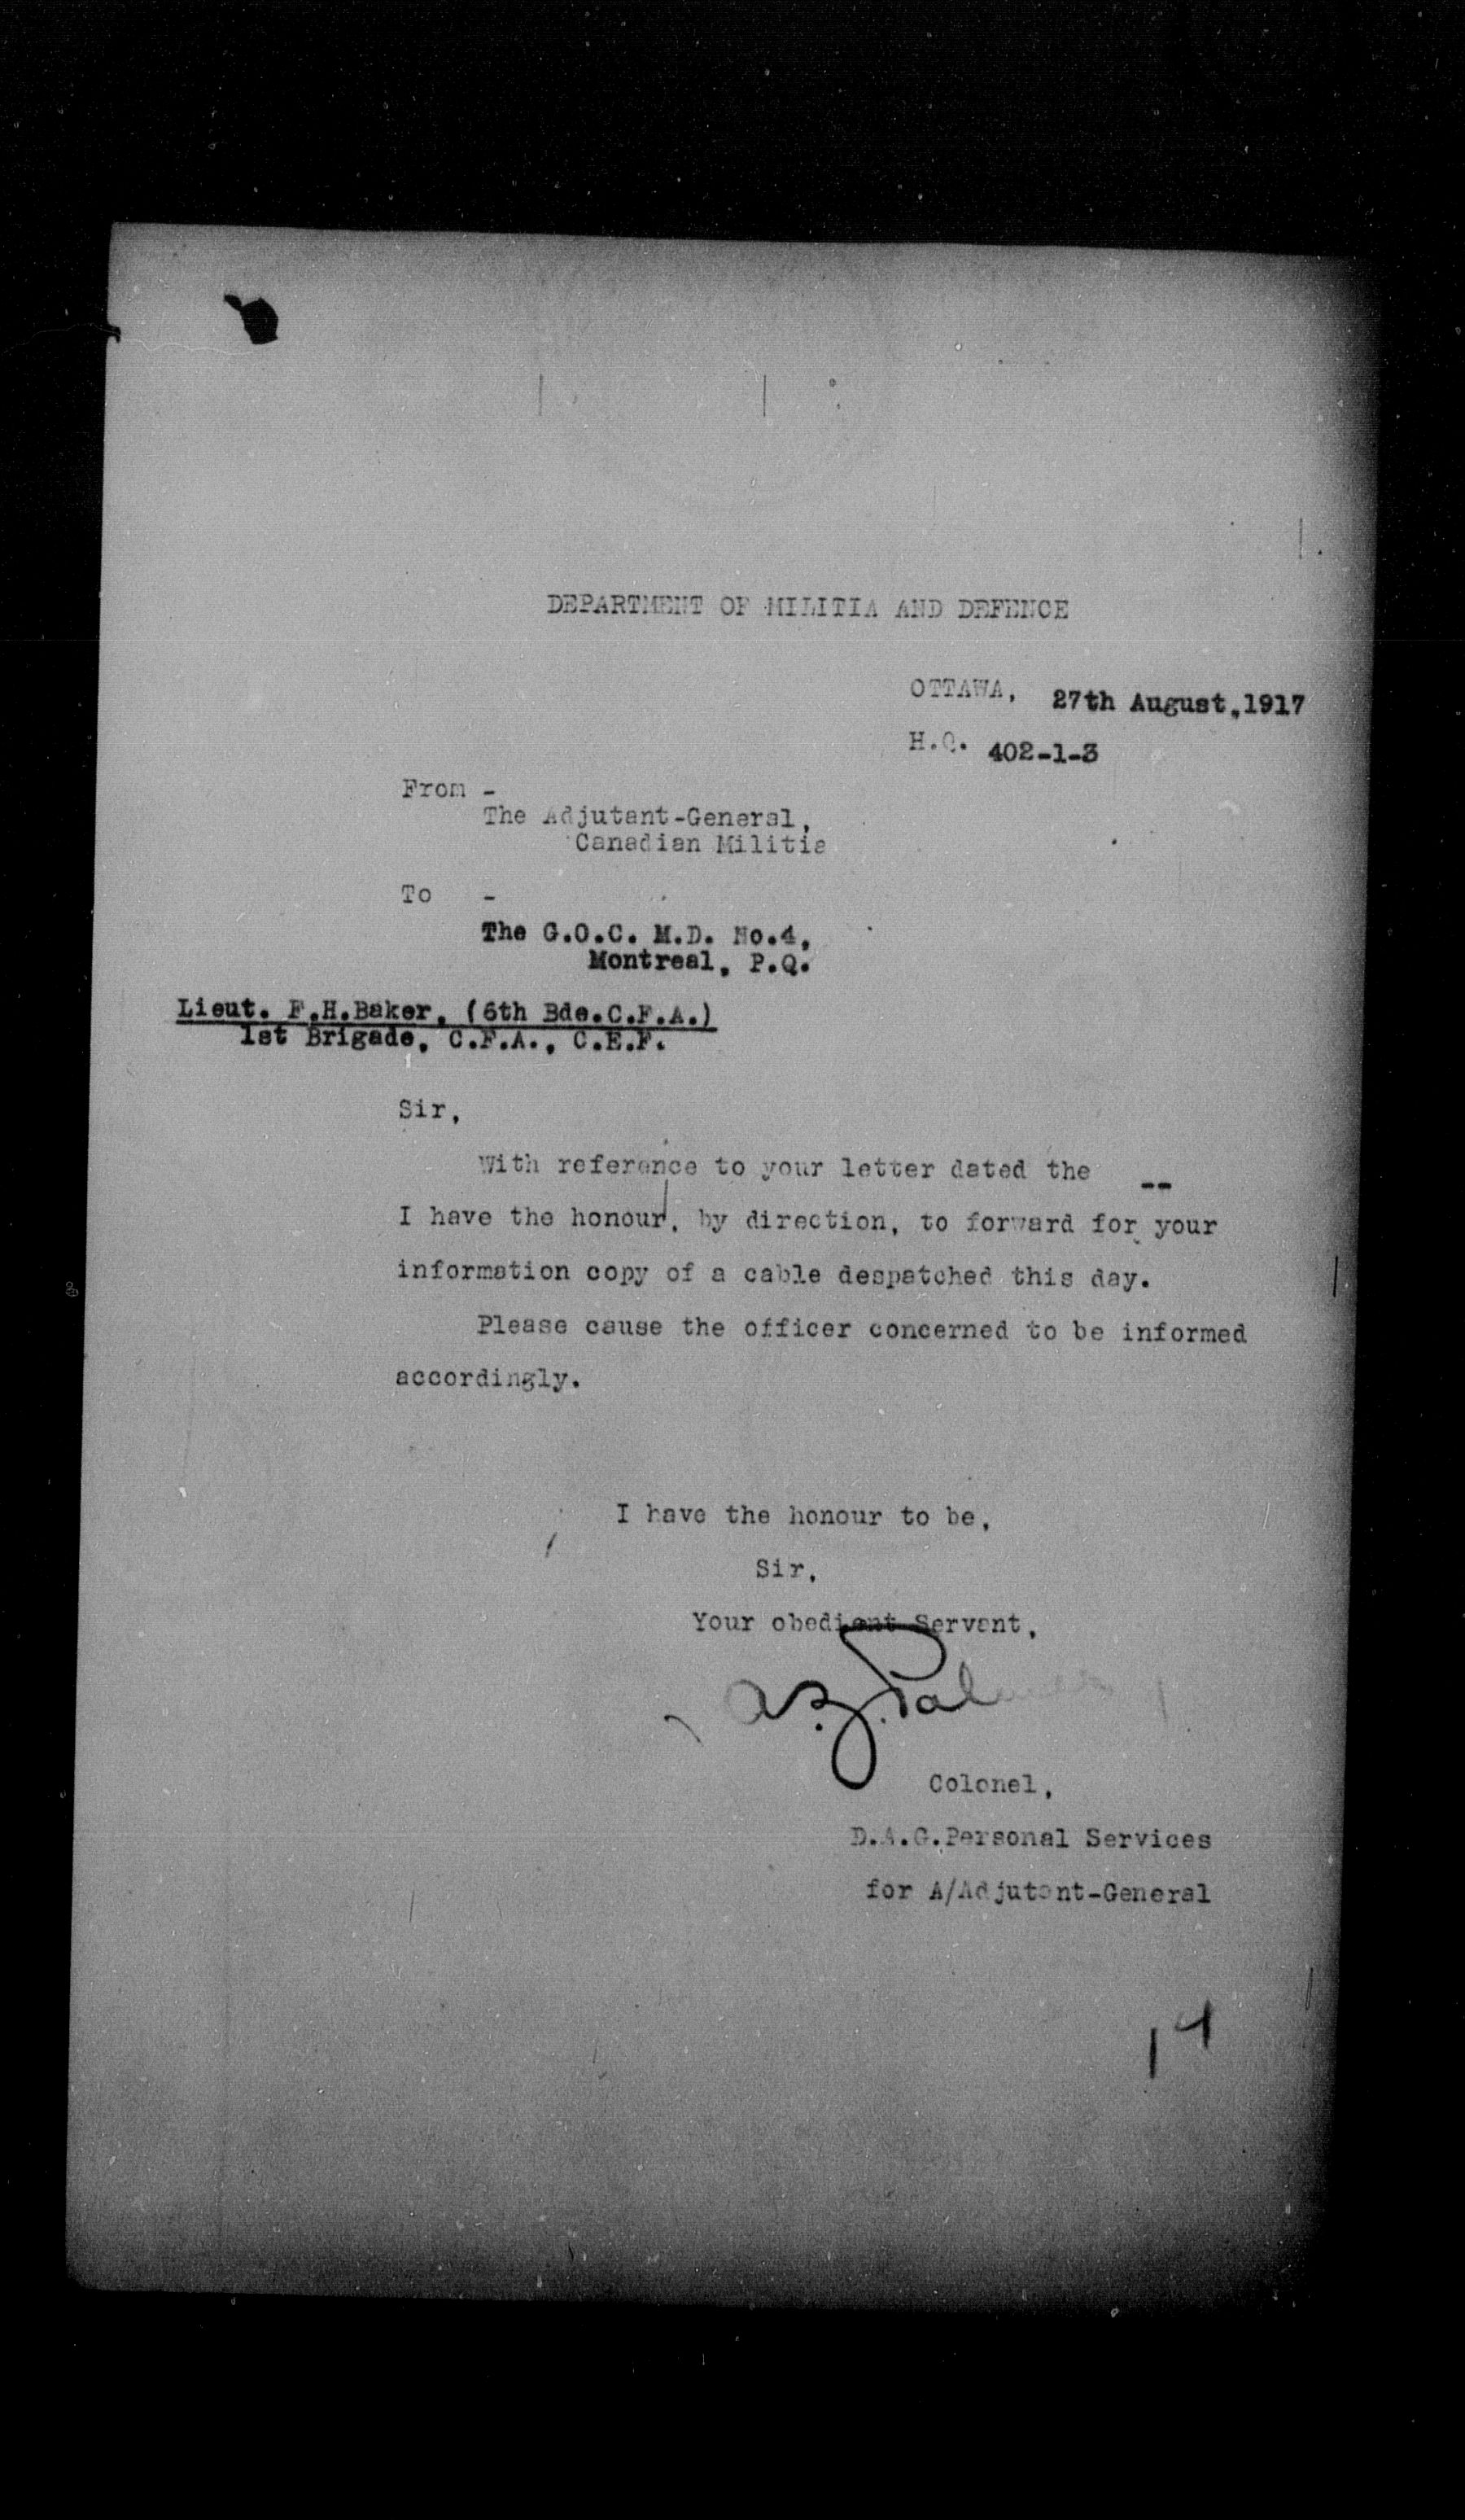 DEPARTMENT OF MILITIA AND DEFENCE
OTTAWA, 27th August,1917
H.Q. 402-1-3
From -
The Adjutant-General,
Canadian Militia
To -
The G.O.C. M.D. No.4,
Montreal, P.Q.
Lieut. F.H.Baker, (6th Bde.C.F.A.)
1st Brigade, C.F.A., C.E.F.
Sir,
With reference to your letter dated the --
I have the honour, by direction, to forward for your
information copy of a cable despatched this day.
Please cause the officer concerned to be informed
accordingly.
I have the honour to be,
Sir,
Your obedient Servant,
Colonel,
D.A.G.Personal Services
for A/Adjutant-General
14